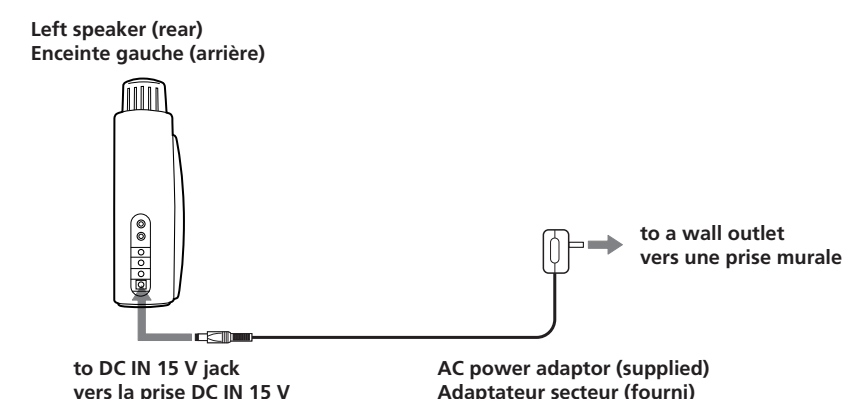 Left speaker (rear)
Enceinte gauche (arrière)
to a wall outlet
vers une prise murale
to DC IN 15 V jack
vers la prise DC IN 15 V
AC power adaptor (supplied)
Adaptateur secteur (fourni)